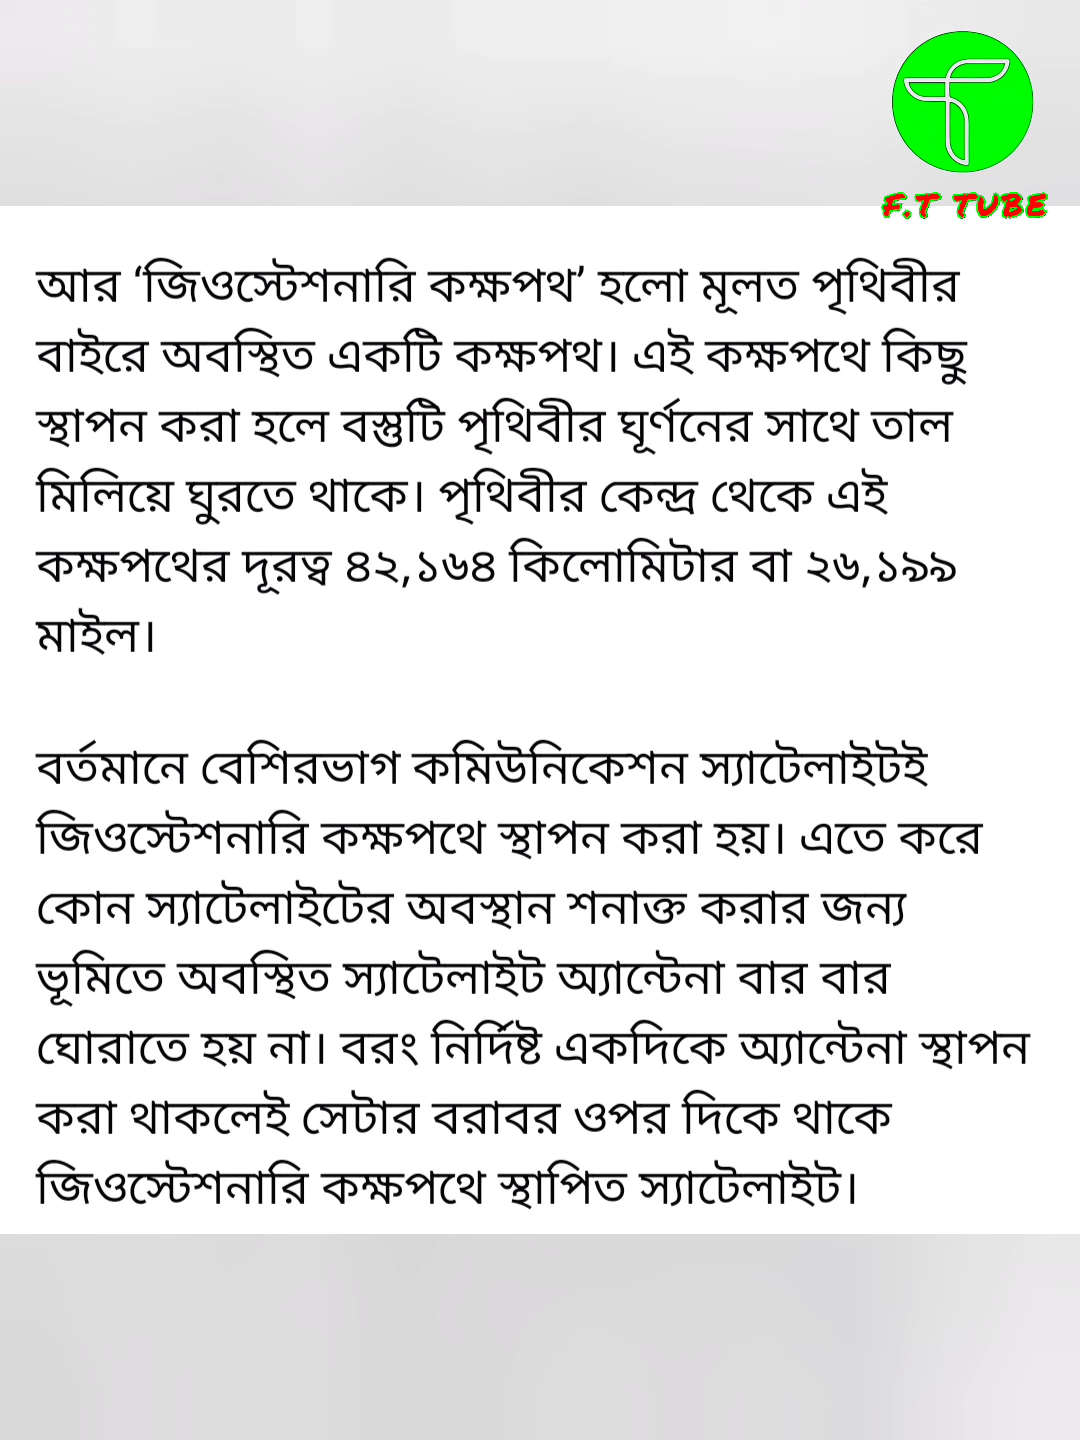 F.T TUBE
আর ‘জিওস্টেশনারি কক্ষপথ’ হলো মূলত পৃথিবীর
বাইরে অবস্থিত একটি কক্ষপথ। এই কক্ষপথে কিছু
স্থাপন করা হলে বস্তুটি পৃথিবীর ঘূর্ণনের সাথে তাল
মিলিয়ে ঘুরতে থাকে। পৃথিবীর কেন্দ্র থেকে এই
কক্ষপথের দূরত্ব ৪২,১৬৪ কিলোমিটার বা ২৬,১৯৯
মাইল।
বর্তমানে বেশিরভাগ কমিউনিকেশন স্যাটেলাইটই
জিওস্টেশনারি কক্ষপথে স্থাপন করা হয়। এতে করে
কোন স্যাটেলাইটের অবস্থান শনাক্ত করার জন্য
ভূমিতে অবস্থিত স্যাটেলাইট অ্যান্টেনা বার বার
ঘোরাতে হয় না। বরং নির্দিষ্ট একদিকে অ্যান্টেনা স্থাপন
করা থাকলেই সেটার বরাবর ওপর দিকে থাকে
জিওস্টেশনারি কক্ষপথে স্থাপিত স্যাটেলাইট।